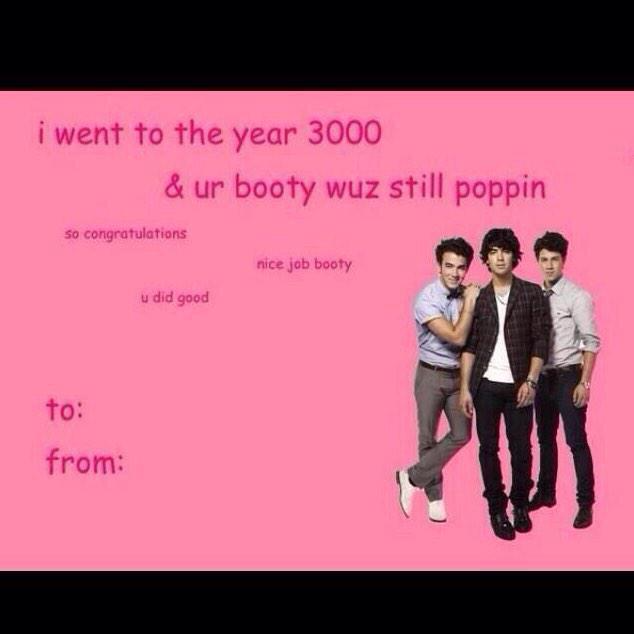 i went to the year 3000
& ur booty wuz still poppin
so congratulations
nice job booty
u did good
to:
from: